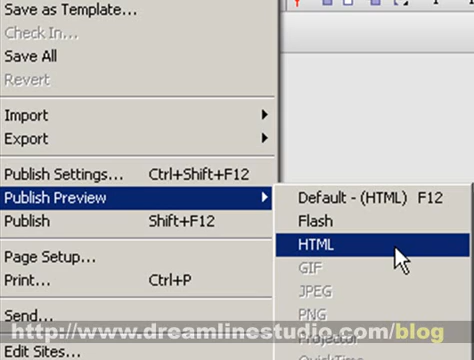 Save as Template...
Check In...
Save All
Revert
Import
Export
Publish Settings... Ctrl+Shift+F12
Publish Preview
Publish Shift+F12
Page Setup...
Print... Ctrl+P
Send...
Edit Sites...
Default - (HTML) F12
Flash
HTML
GIF
JPEG
PNG
Projector
QuickTime
http://www.dreamlinestudio.com/blog